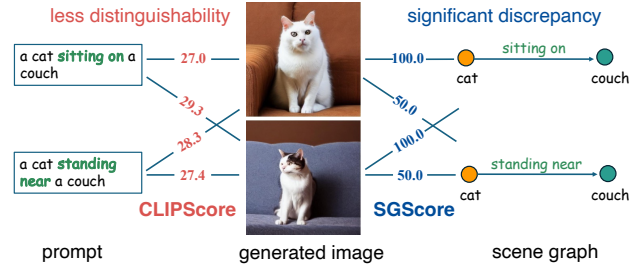 less distinguishability
significant discrepancy
a cat sitting on a
couch
27.0
100.0
sitting on
cat
couch
29.3
50.0
28.3
100.0
a cat standing
near a couch
27.4
50.0
standing near
cat
couch
CLIPScore
SGScore
prompt
generated image
scene graph